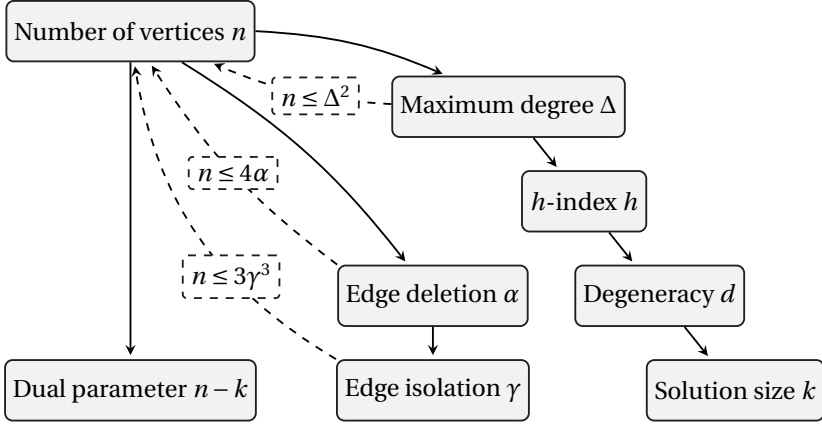 Number of vertices n
n ≤ Δ²
Maximum degree Δ
n ≤ 4α
h-index h
n ≤ 3γ³
Edge deletion α
Degeneracy d
Dual parameter n − k
Edge isolation γ
Solution size k